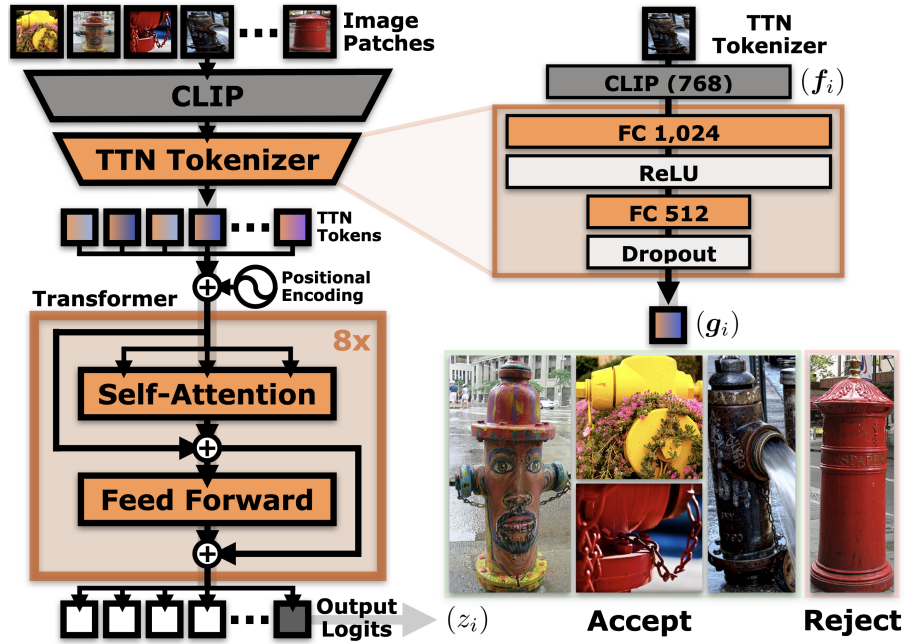 Image
Patches
CLIP
TTN Tokenizer
TTN
Tokens
Positional
Encoding
Transformer
8x
Self-Attention
Feed Forward
Output
Logits
(z_i)
TTN
Tokenizer
CLIP (768)
(f_i)
FC 1,024
ReLU
FC 512
Dropout
(g_i)
Accept
Reject